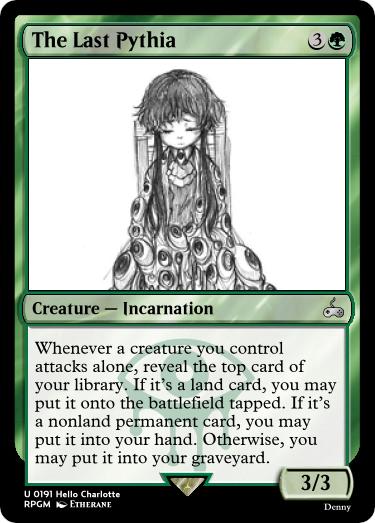 The Last Pythia 3
Creature — Incarnation
Whenever a creature you control
attacks alone, reveal the top card of
your library. If it's a land card, you may
put it onto the battlefield tapped. If it's
a nonland permanent card, you may
put it into your hand. Otherwise, you
may put it into your graveyard.
3/3
U 0191 Hello Charlotte
RPGM ETHERANE
Denny